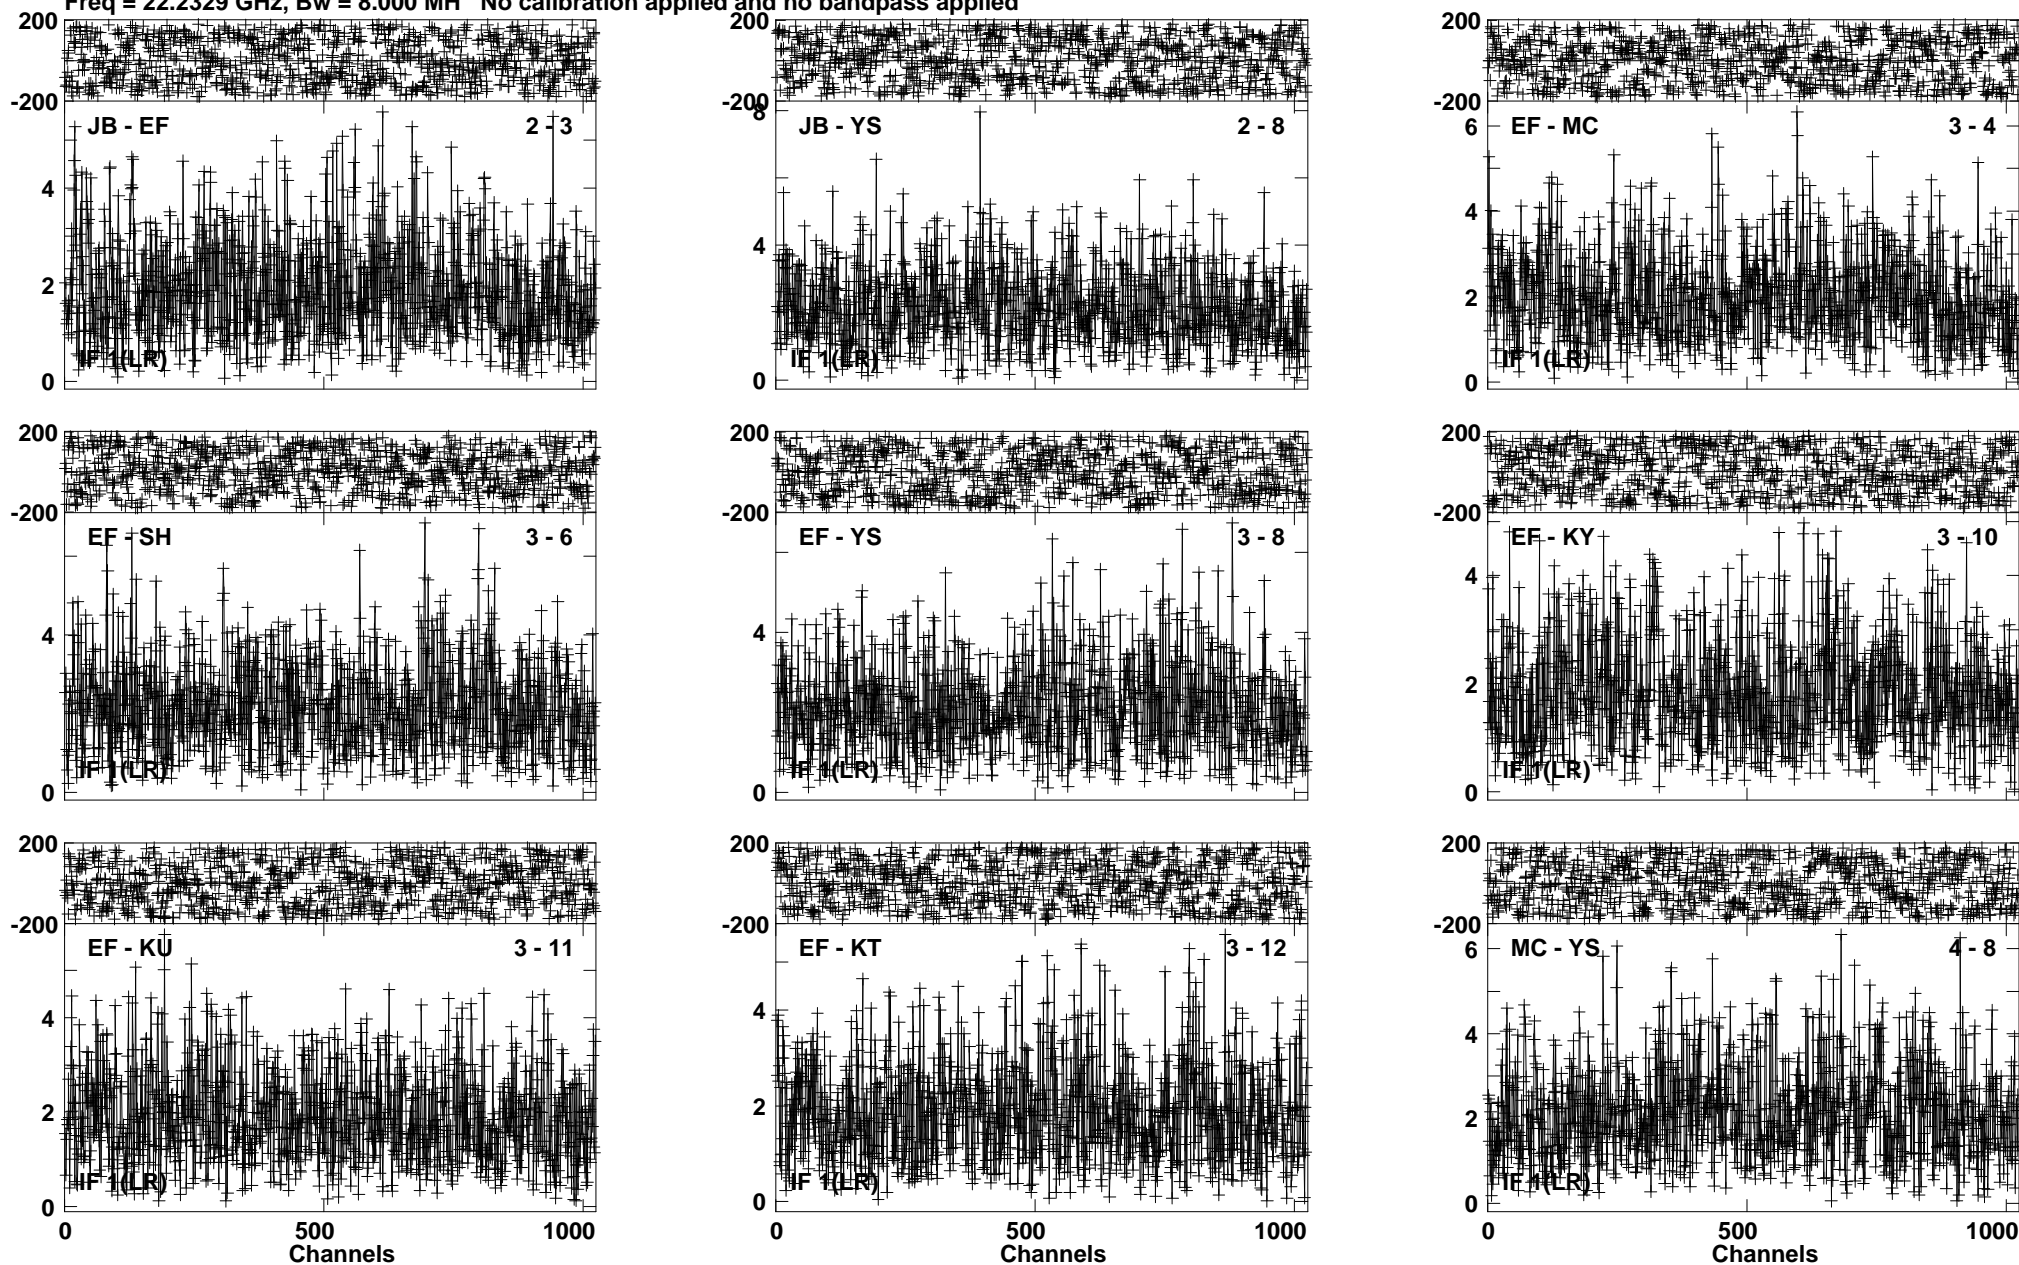 Freq = 22.2329 GHz, Bw = 8.000 MH   No calibration applied and no bandpass applied
200
-200
JB - EF 2 - 3
4
2
0
IF 1(LR)
200
-200
8
JB - YS 2 - 8
4
0
IF 1(LR)
200
-200
6
EF - MC 3 - 4
4
2
0
IF 1(LR)
200
-200
EF - SH 3 - 6
4
0
IF 1(LR)
200
-200
EF - YS 3 - 8
4
0
IF 1(LR)
200
-200
EF - KY 3 - 10
4
2
0
IF 1(LR)
200
-200
EF - KU 3 - 11
4
2
0
IF 1(LR)
0 500 1000
Channels
200
-200
EF - KT 3 - 12
4
2
0
IF 1(LR)
0 500 1000
Channels
200
-200
6
MC - YS 4 - 8
4
2
0
IF 1(LR)
0 500 1000
Channels